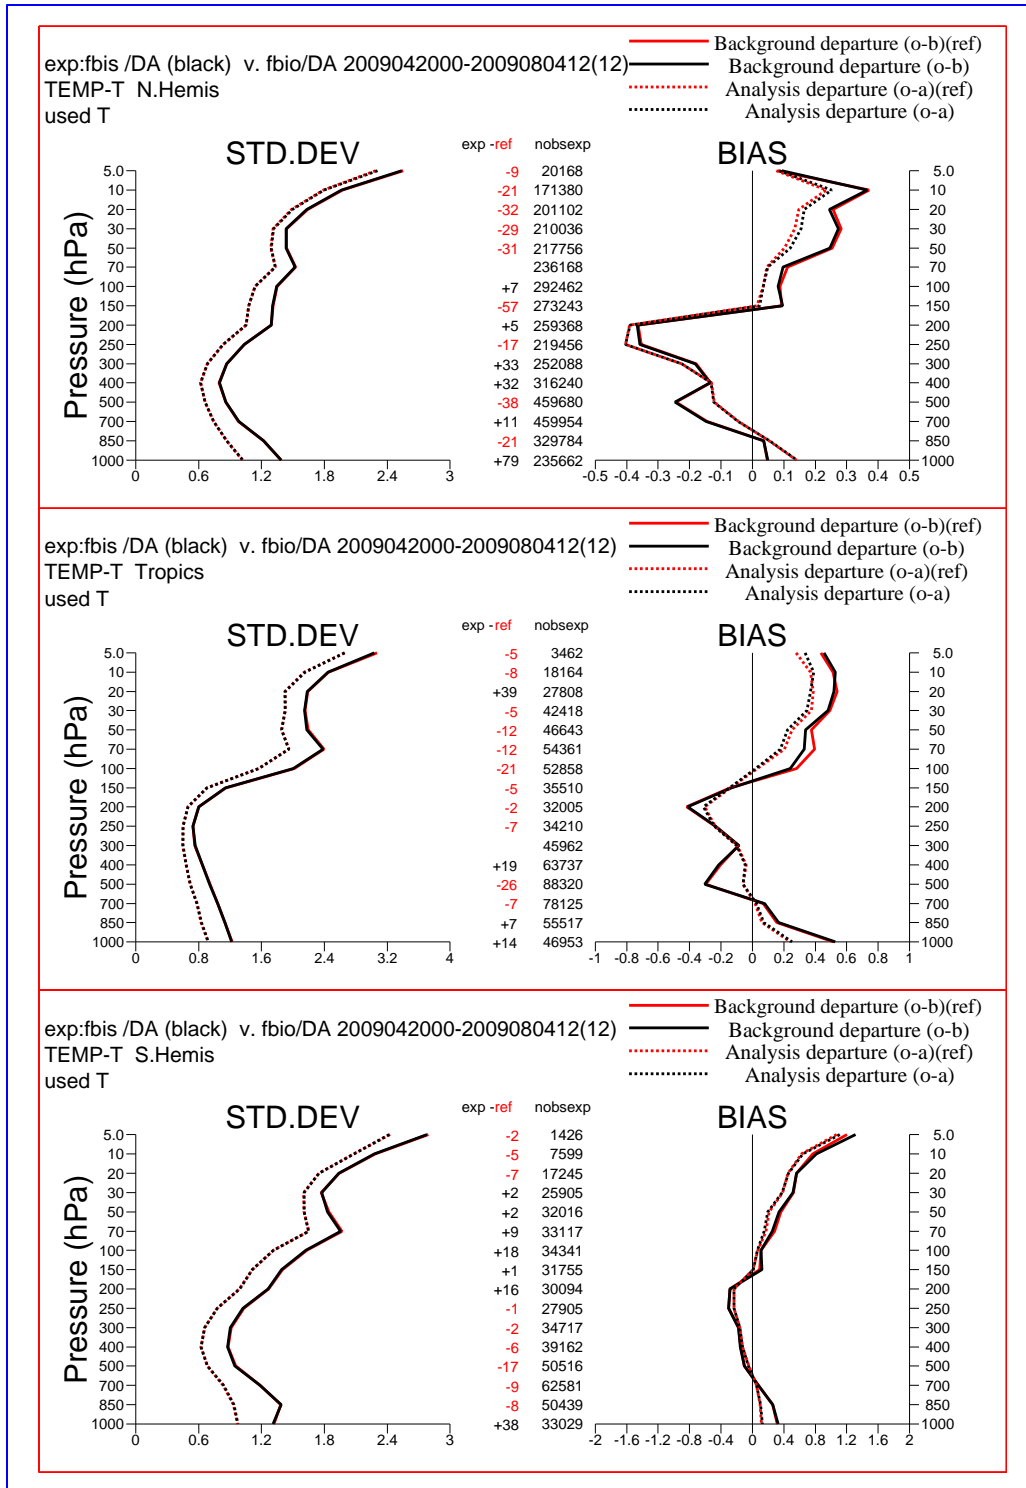 Background departure (o-b)(ref)
exp:fbis /DA (black) v. fbio/DA 2009042000-2009080412(12)
Background departure (o-b)
TEMP-T N.Hemis
Analysis departure (o-a)(ref)
used T
Analysis departure (o-a)
STD.DEV
exp -ref nobsexp
BIAS
Pressure (hPa)
5.0 -9 20168 5.0
10 -21 171380 10
20 -32 201102 20
30 -29 210036 30
50 -31 217756 50
70 236168 70
100 +7 292462 100
150 -57 273243 150
200 +5 259368 200
250 -17 219456 250
300 +33 252088 300
400 +32 316240 400
500 -38 459680 500
700 +11 459954 700
850 -21 329784 850
1000 +79 235662 1000
0 0.6 1.2 1.8 2.4 3 -0.5 -0.4 -0.3 -0.2 -0.1 0 0.1 0.2 0.3 0.4 0.5
Background departure (o-b)(ref)
exp:fbis /DA (black) v. fbio/DA 2009042000-2009080412(12)
Background departure (o-b)
TEMP-T Tropics
Analysis departure (o-a)(ref)
used T
Analysis departure (o-a)
STD.DEV
exp -ref nobsexp
BIAS
Pressure (hPa)
5.0 -5 3462 5.0
10 -8 18164 10
20 +39 27808 20
30 -5 42418 30
50 -12 46643 50
70 -12 54361 70
100 -21 52858 100
150 -5 35510 150
200 -2 32005 200
250 -7 34210 250
300 45962 300
400 +19 63737 400
500 -26 88320 500
700 -7 78125 700
850 +7 55517 850
1000 +14 46953 1000
0 0.8 1.6 2.4 3.2 4 -1 -0.8 -0.6 -0.4 -0.2 0 0.2 0.4 0.6 0.8 1
Background departure (o-b)(ref)
exp:fbis /DA (black) v. fbio/DA 2009042000-2009080412(12)
Background departure (o-b)
TEMP-T S.Hemis
Analysis departure (o-a)(ref)
used T
Analysis departure (o-a)
STD.DEV
exp -ref nobsexp
BIAS
Pressure (hPa)
5.0 -2 1426 5.0
10 -5 7599 10
20 -7 17245 20
30 +2 25905 30
50 +2 32016 50
70 +9 33117 70
100 +18 34341 100
150 +1 31755 150
200 +16 30094 200
250 -1 27905 250
300 -2 34717 300
400 -6 39162 400
500 -17 50516 500
700 -9 62581 700
850 -8 50439 850
1000 +38 33029 1000
0 0.6 1.2 1.8 2.4 3 -2 -1.6 -1.2 -0.8 -0.4 0 0.4 0.8 1.2 1.6 2